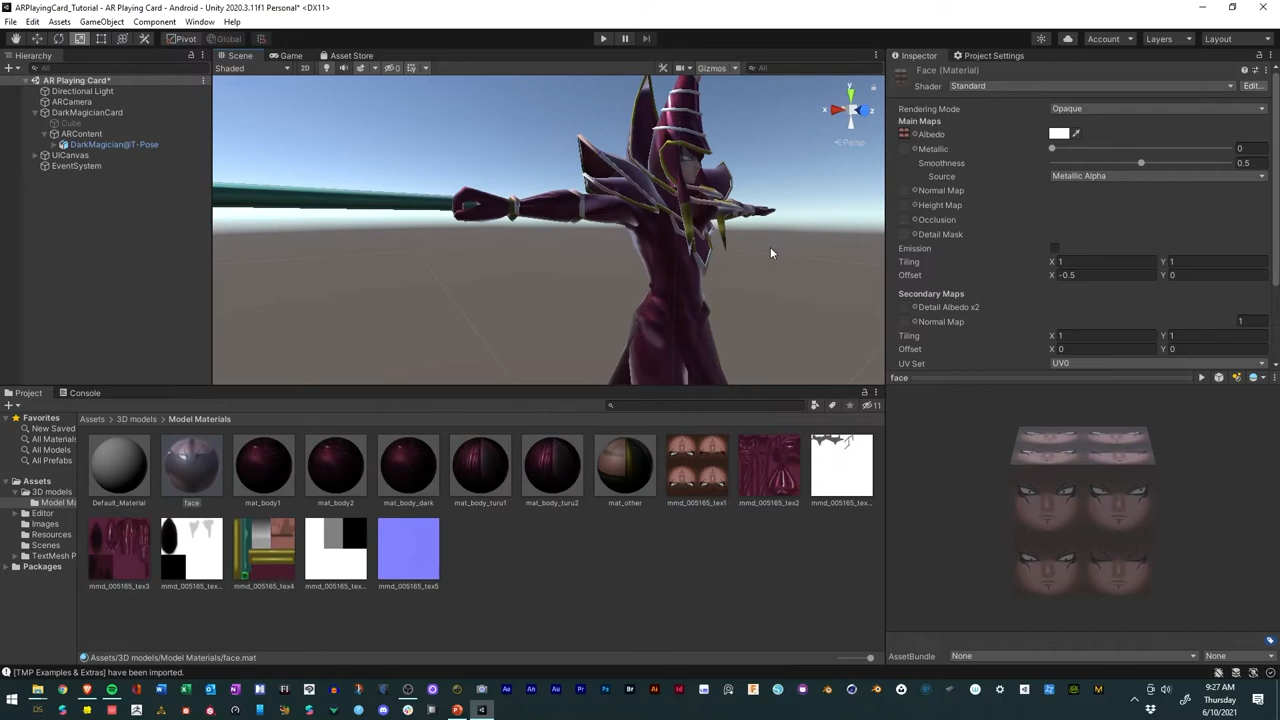 ARPlayingCard_Tutorial - AR Playing Card - Android - Unity 2020.3.11f1 Personal* <DX11>
File Edit Assets GameObject Component Window Help
Pivot Global Account Layers Layout
Hierarchy Scene Game Asset Store Inspector Project Settings
All
Shaded 2D 0 Gizmos All
AR Playing Card*
Directional Light
ARCamera
DarkMagicianCard
Cube
ARContent
DarkMagician@T-Pose
UICanvas
EventSystem
y
x z
Persp
Face (Material)
Shader Standard Edit...
Rendering Mode Opaque
Main Maps
Albedo
Metallic 0
Smoothness 0.5
Source Metallic Alpha
Normal Map
Height Map
Occlusion
Detail Mask
Emission
Tiling X 1 Y 1
Offset X -0.5 Y 0
Secondary Maps
Detail Albedo x2
Normal Map 1
Tiling X 1 Y 1
Offset X 0 Y 0
UV Set UV0
face
Project Console
11
Favorites
New Saved
All Materials
All Models
All Prefabs
Assets
3D models
Model Ma
Editor
Images
Resources
Scenes
TextMesh P
Packages
Assets > 3D models > Model Materials
Default_Material face mat_body1 mat_body2 mat_body_dark mat_body_turu1 mat_body_turu2 mat_other mmd_005165_tex1 mmd_005165_tex2 mmd_005165_tex...
mmd_005165_tex3 mmd_005165_tex... mmd_005165_tex4 mmd_005165_tex... mmd_005165_tex5
Assets/3D models/Model Materials/face.mat
AssetBundle None None
[TMP Examples & Extras] have been imported.
9:27 AM
Thursday
6/10/2021